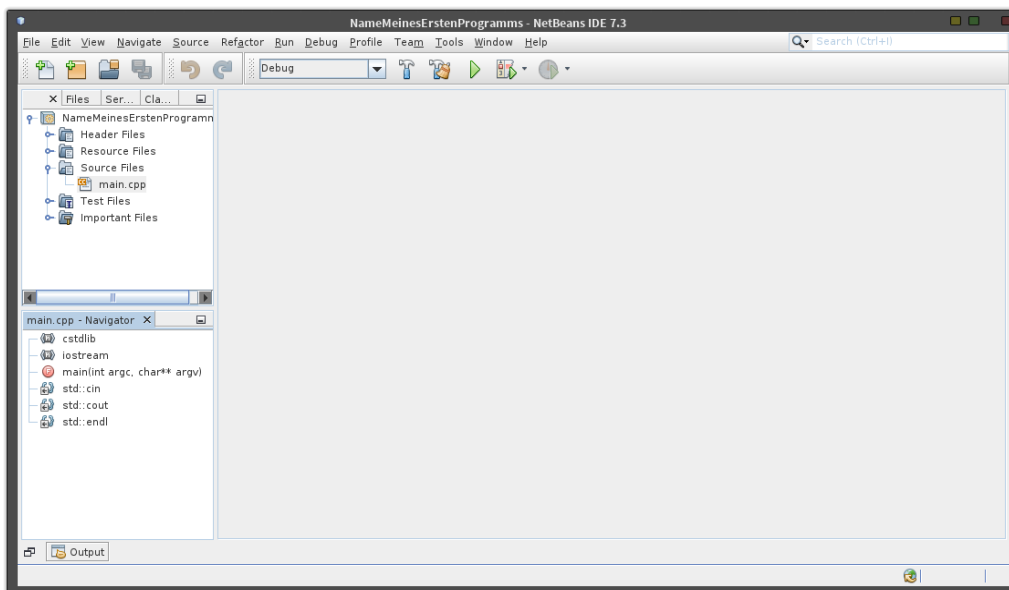 NameMeinesErstenProgramms - NetBeans IDE 7.3
File Edit View Navigate Source Refactor Run Debug Profile Team Tools Window Help
Search (Ctrl+I)
Debug
Files Ser... Cla...
NameMeinesErstenProgramm
Header Files
Resource Files
Source Files
main.cpp
Test Files
Important Files
main.cpp - Navigator
cstdlib
iostream
main(int argc, char** argv)
std::cin
std::cout
std::endl
Output